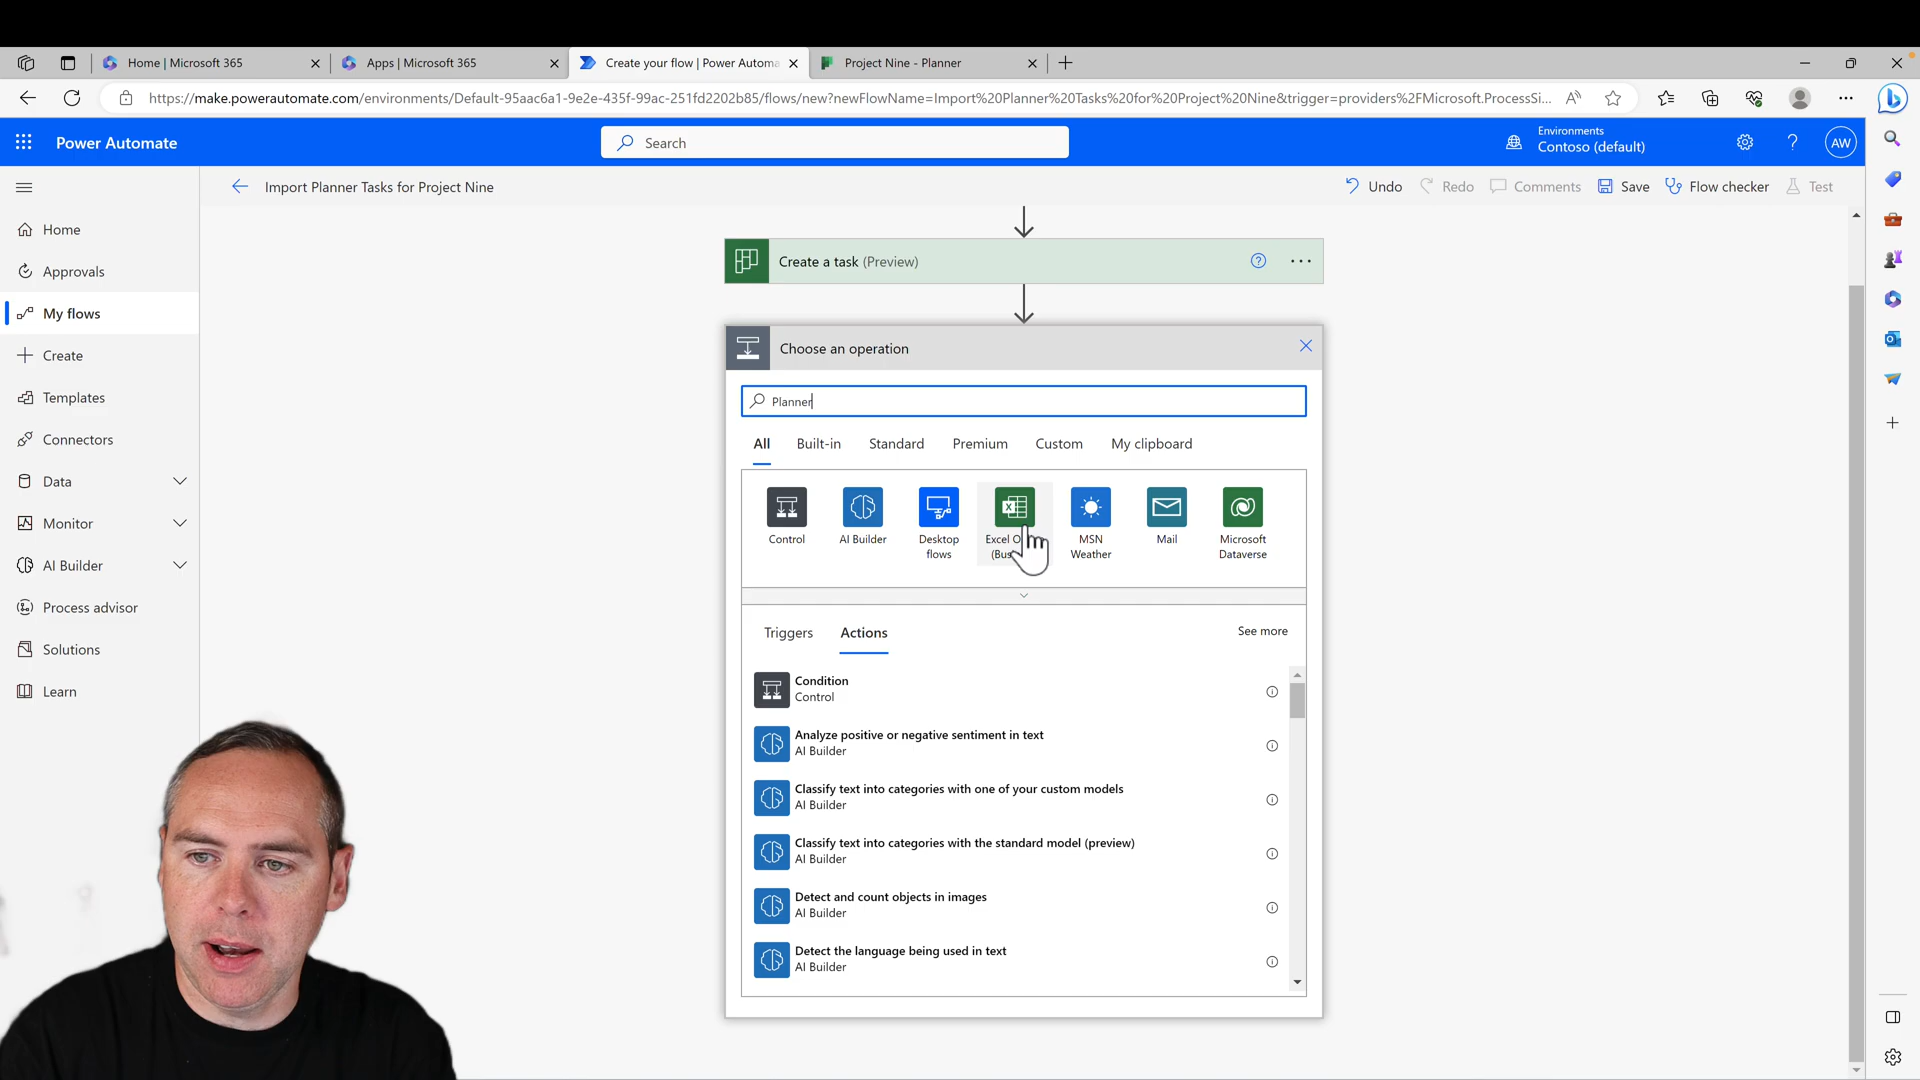 Home | Microsoft 365
Apps | Microsoft 365
Create your flow | Power Automa
Project Nine - Planner
https://make.powerautomate.com/environments/Default-95aac6a1-9e2e-435f-99ac-251fd2202b85/flows/new?newFlowName=Import%20Planner%20Tasks%20for%20Project%20Nine&trigger=providers%2FMicrosoft.ProcessSi...
Power Automate
Search
Environments
Contoso (default)
AW
Import Planner Tasks for Project Nine
Undo
Redo
Comments
Save
Flow checker
Test
Home
Approvals
My flows
Create
Templates
Connectors
Data
Monitor
AI Builder
Process advisor
Solutions
Learn
Create a task (Preview)
Choose an operation
Planner
All
Built-in
Standard
Premium
Custom
My clipboard
Control
AI Builder
Desktop
flows
Excel
MSN
Weather
Mail
Microsoft
Dataverse
Triggers
Actions
See more
Condition
Control
Analyze positive or negative sentiment in text
AI Builder
Classify text into categories with one of your custom models
AI Builder
Classify text into categories with the standard model (preview)
AI Builder
Detect and count objects in images
AI Builder
Detect the language being used in text
AI Builder